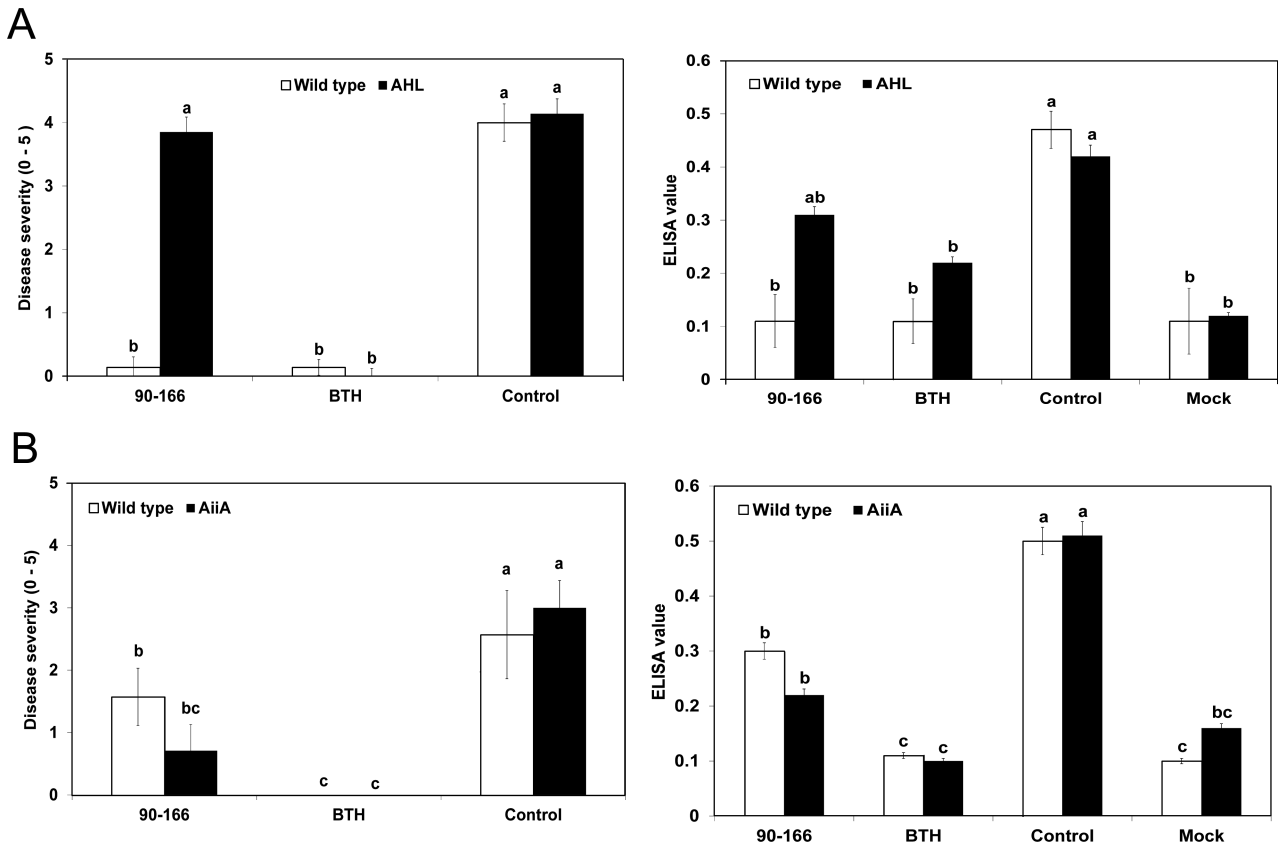 A
Disease severity (0 - 5 )
5
4
3
2
1
0
Wild type AHL
b
a
b
b
a
a
90-166 BTH Control
ELISA value
0.6
0.5
0.4
0.3
0.2
0.1
0
Wild type AHL
b
ab
b
b
a
a
b
b
90-166 BTH Control Mock
B
Disease severity (0 - 5)
5
4
3
2
1
0
Wild type AiiA
b
bc
c
c
a
a
90-166 BTH Control
ELISA value
0.6
0.5
0.4
0.3
0.2
0.1
0
Wild type AiiA
b
b
c
c
a
a
c
bc
90-166 BTH Control Mock